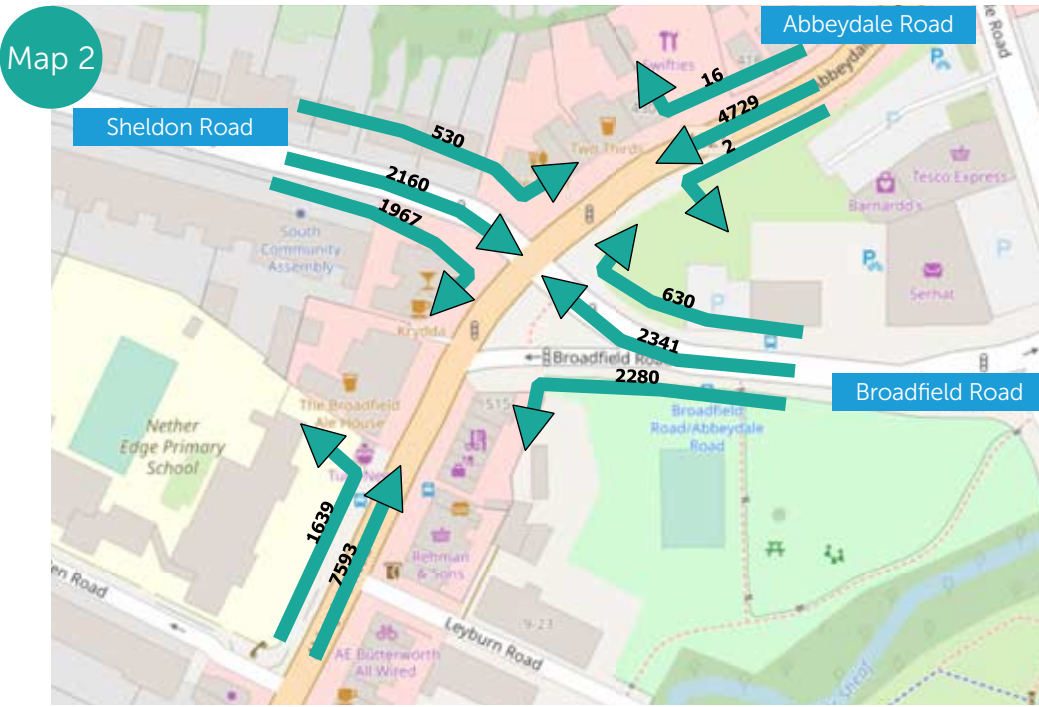 Map 2
Abbeydale Road
Sheldon Road
Broadfield Road
16
4729
2
530
2160
1967
630
2341
2280
1639
7593
Swifties
Two Thirds
Tesco Express
Barnardo's
P
P
P
Serhat
South
Community
Assembly
Krydda
Broadfield
The Broadfield
Ale House
515
Broadfield
Road/Abbeydale
Road
Nether
Edge Primary
School
Rehman
& Sons
Leyburn Road
9-23
AE Butterworth
All Wired
en Road
Sheaf